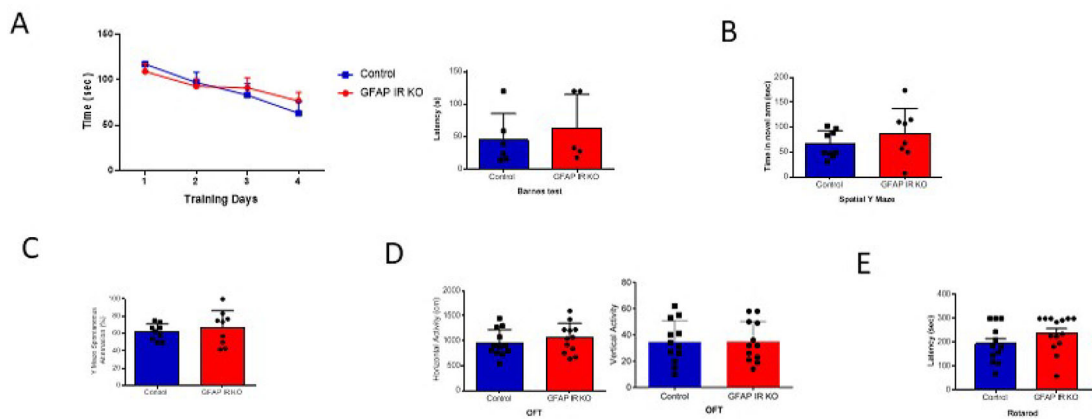 A
150
100
50
0
Time (sec)
1 2 3 4
Training Days
Control
GFAP IR KO
150
100
50
0
Latency (s)
Control GFAP IR KO
Barnes test
B
200
150
100
50
0
Time in novel arm (sec)
Control GFAP IR KO
Spatial Y Maze
C
100
80
60
40
20
0
Y Maze Spontaneous
(%)
Control GFAP IR KO
D
2000
1500
1000
500
0
Horizontal Activity (cm)
Control GFAP IR KO
OFT
80
60
40
20
0
Vertical Activity
Control GFAP IR KO
OFT
E
400
300
200
100
0
Latency (sec)
Control GFAP IR KO
Rotarod